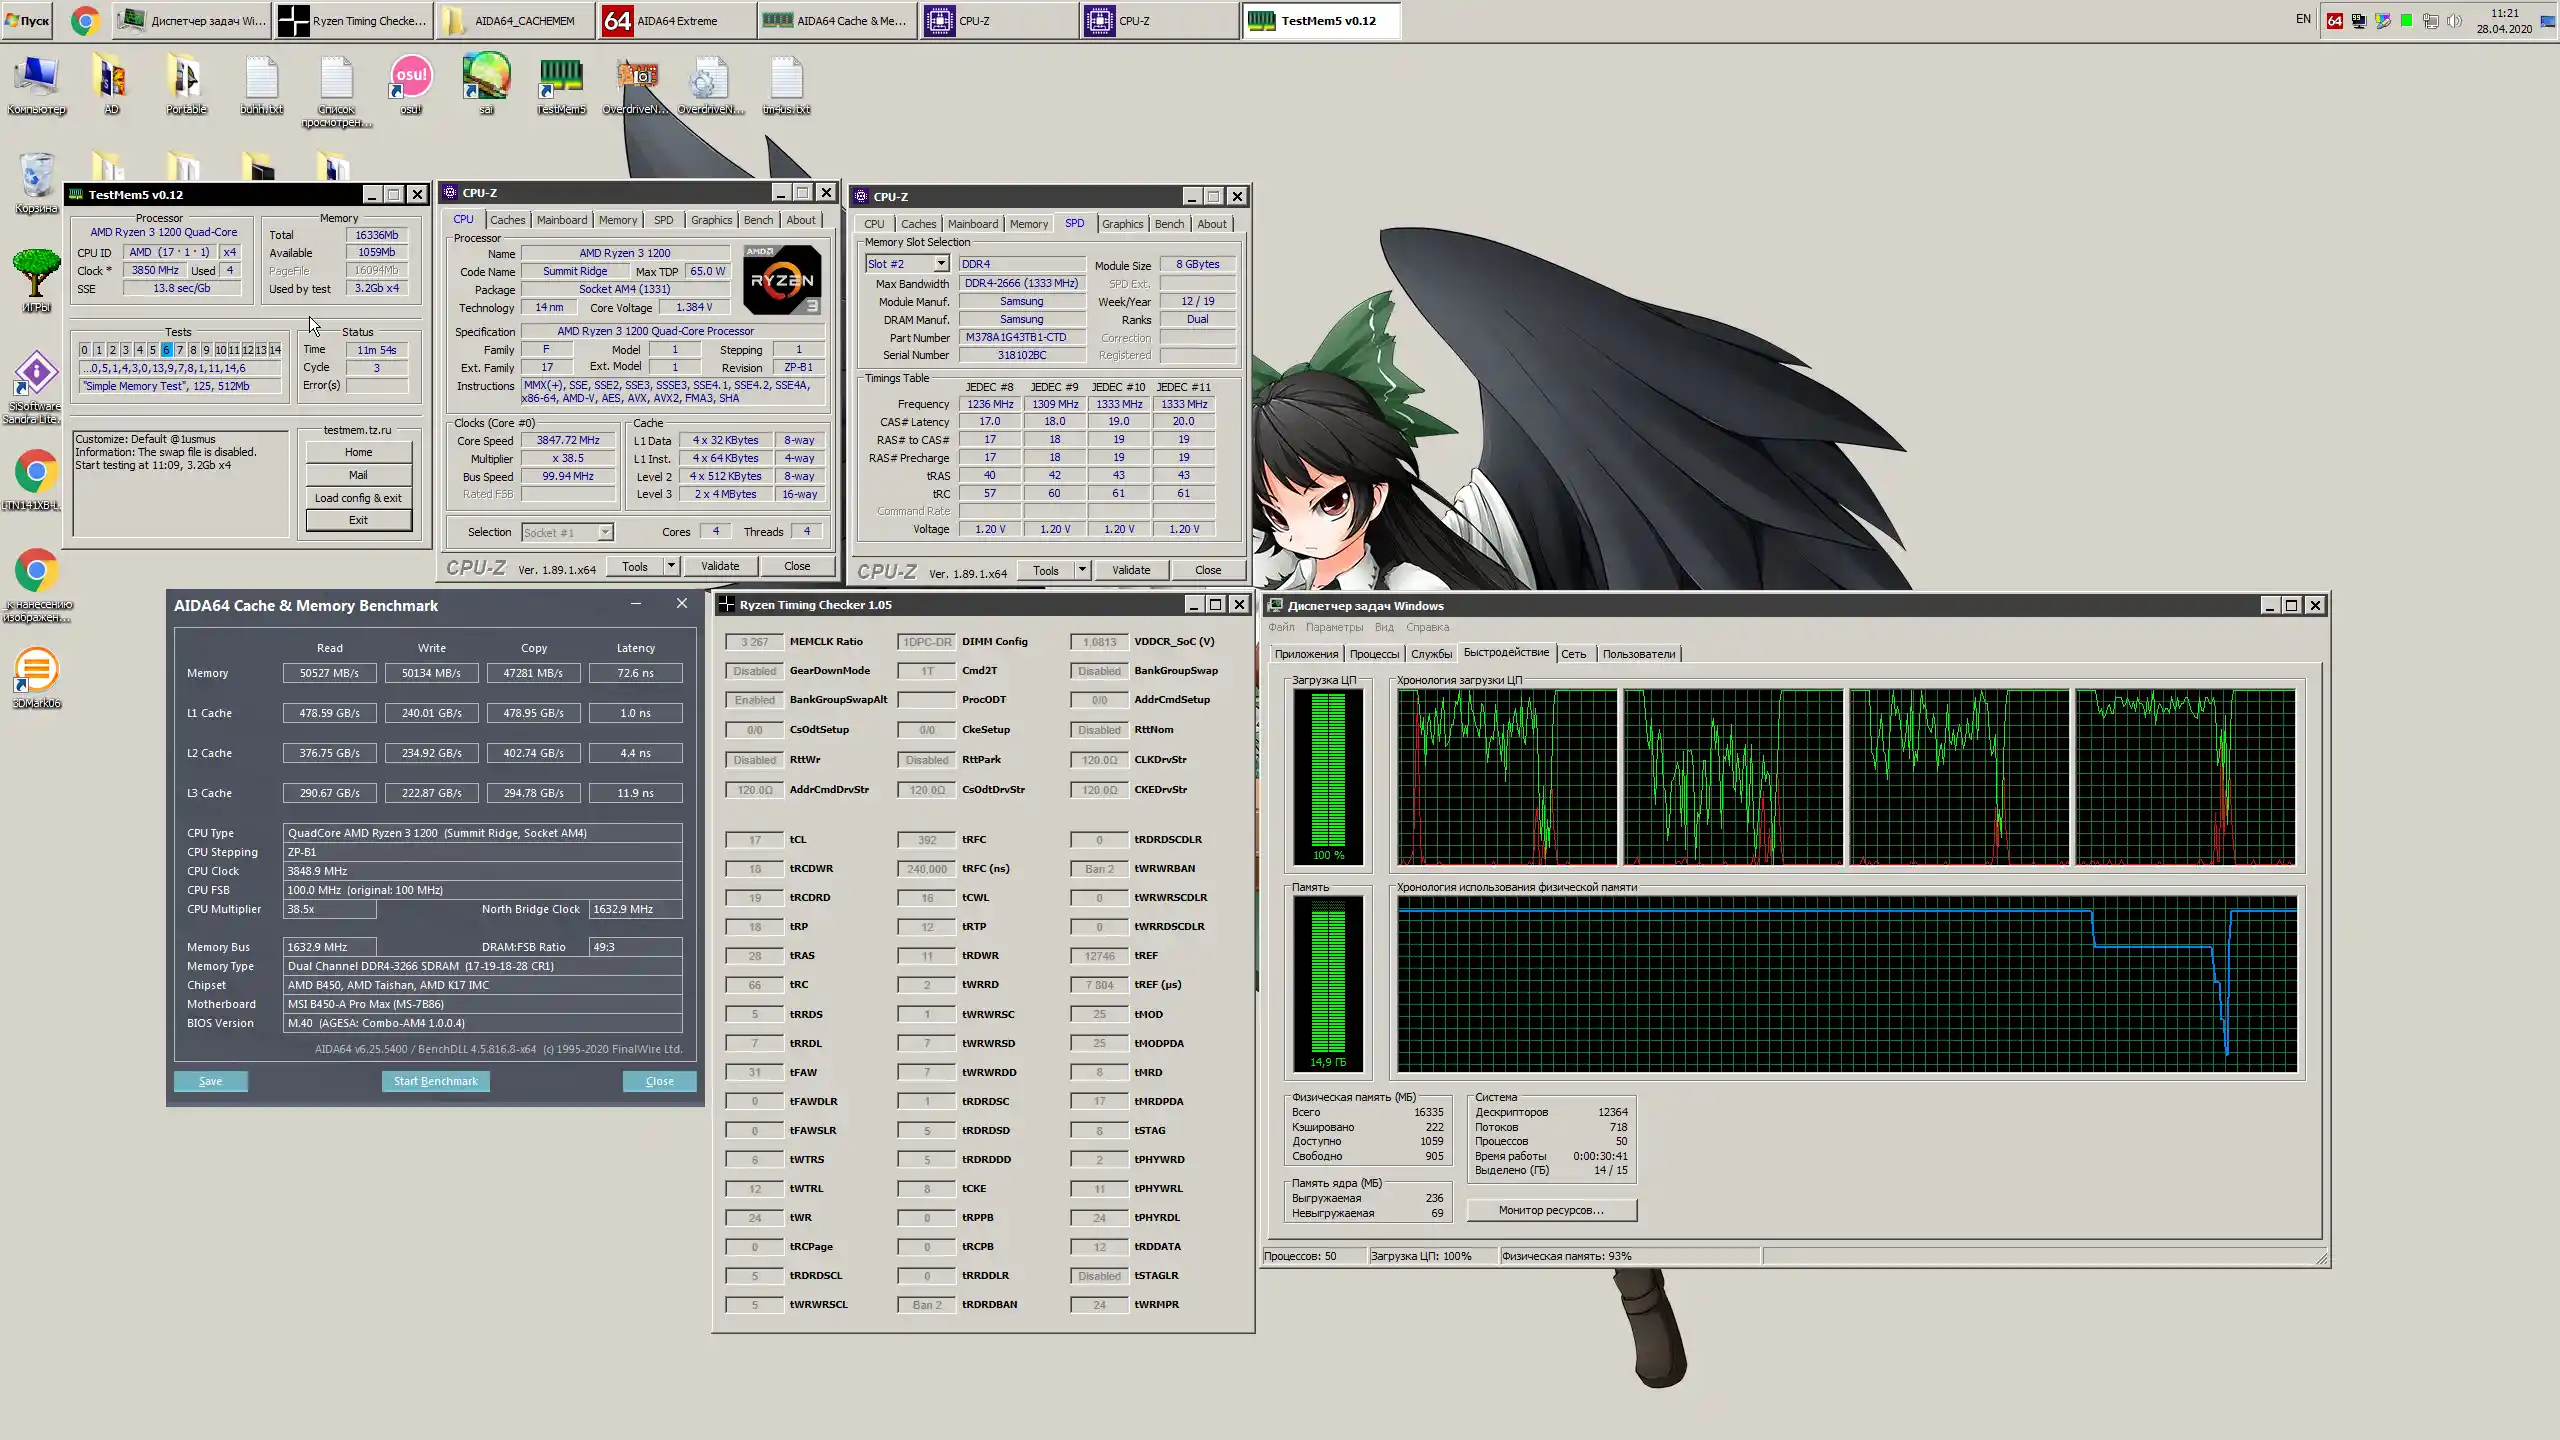 Пуск
Диспетчер задач Wi...
Ryzen Timing Checke...
AIDA64_CACHEMEM
64 AIDA64 Extreme
AIDA64 Cache & Me...
CPU-Z
CPU-Z
TestMem5 v0.12
EN
64
11:21
28.04.2020
Компьютер
AD
Portable
buhh.txt
Список просмотрен...
osu!
osu!
sai
TestMem5
OverdriveN...
OverdriveN...
tm4us.txt
Корзина
ИГРЫ
SiSoftware Sandra Lite.
LTN141XB-L
_к нанесению изображен...
3DMark06
TestMem5 v0.12
Processor
AMD Ryzen 3 1200 Quad-Core
CPU ID AMD (17 · 1 · 1) x4
Clock * 3850 MHz Used 4
SSE 13.8 sec/Gb
Memory
Total 16336Mb
Available 1059Mb
PageFile 16094Mb
Used by test 3.2Gb x4
Tests
0 1 2 3 4 5 6 7 8 9 10 11 12 13 14
...0,5,1,4,3,0,13,9,7,8,1,11,14,6
"Simple Memory Test", 125, 512Mb
Status
Time 11m 54s
Cycle 3
Error(s)
Customize: Default @1usmus
Information: The swap file is disabled.
Start testing at 11:09, 3.2Gb x4
testmem.tz.ru
Home
Mail
Load config & exit
Exit
CPU-Z
CPU Caches Mainboard Memory SPD Graphics Bench About
Processor
Name AMD Ryzen 3 1200
Code Name Summit Ridge Max TDP 65.0 W
Package Socket AM4 (1331)
Technology 14 nm Core Voltage 1.384 V
AMD RYZEN 3
Specification AMD Ryzen 3 1200 Quad-Core Processor
Family F Model 1 Stepping 1
Ext. Family 17 Ext. Model 1 Revision ZP-B1
Instructions MMX(+), SSE, SSE2, SSE3, SSSE3, SSE4.1, SSE4.2, SSE4A,
x86-64, AMD-V, AES, AVX, AVX2, FMA3, SHA
Clocks (Core #0)
Core Speed 3847.72 MHz
Multiplier x 38.5
Bus Speed 99.94 MHz
Rated FSB
Cache
L1 Data 4 x 32 KBytes 8-way
L1 Inst. 4 x 64 KBytes 4-way
Level 2 4 x 512 KBytes 8-way
Level 3 2 x 4 MBytes 16-way
Selection Socket #1 Cores 4 Threads 4
CPU-Z Ver. 1.89.1.x64 Tools Validate Close
CPU-Z
CPU Caches Mainboard Memory SPD Graphics Bench About
Memory Slot Selection
Slot #2 DDR4 Module Size 8 GBytes
Max Bandwidth DDR4-2666 (1333 MHz) SPD Ext.
Module Manuf. Samsung Week/Year 12 / 19
DRAM Manuf. Samsung Ranks Dual
Part Number M378A1G43TB1-CTD Correction
Serial Number 318102BC Registered
Timings Table
JEDEC #8 JEDEC #9 JEDEC #10 JEDEC #11
Frequency 1236 MHz 1309 MHz 1333 MHz 1333 MHz
CAS# Latency 17.0 18.0 19.0 20.0
RAS# to CAS# 17 18 19 19
RAS# Precharge 17 18 19 19
tRAS 40 42 43 43
tRC 57 60 61 61
Command Rate
Voltage 1.20 V 1.20 V 1.20 V 1.20 V
CPU-Z Ver. 1.89.1.x64 Tools Validate Close
AIDA64 Cache & Memory Benchmark
Read Write Copy Latency
Memory 50527 MB/s 50134 MB/s 47281 MB/s 72.6 ns
L1 Cache 478.59 GB/s 240.01 GB/s 478.95 GB/s 1.0 ns
L2 Cache 376.75 GB/s 234.92 GB/s 402.74 GB/s 4.4 ns
L3 Cache 290.67 GB/s 222.87 GB/s 294.78 GB/s 11.9 ns
CPU Type QuadCore AMD Ryzen 3 1200 (Summit Ridge, Socket AM4)
CPU Stepping ZP-B1
CPU Clock 3848.9 MHz
CPU FSB 100.0 MHz (original: 100 MHz)
CPU Multiplier 38.5x North Bridge Clock 1632.9 MHz
Memory Bus 1632.9 MHz DRAM:FSB Ratio 49:3
Memory Type Dual Channel DDR4-3266 SDRAM (17-19-18-28 CR1)
Chipset AMD B450, AMD Taishan, AMD K17 IMC
Motherboard MSI B450-A Pro Max (MS-7B86)
BIOS Version M.40 (AGESA: Combo-AM4 1.0.0.4)
AIDA64 v6.25.5400 / BenchDLL 4.5.816.8-x64 (c) 1995-2020 FinalWire Ltd.
Save Start Benchmark Close
Ryzen Timing Checker 1.05
3 267 MEMCLK Ratio 1DPC-DR DIMM Config 1,0813 VDDCR_SoC (V)
Disabled GearDownMode 1T Cmd2T Disabled BankGroupSwap
Enabled BankGroupSwapAlt ProcODT 0/0 AddrCmdSetup
0/0 CsOdtSetup 0/0 CkeSetup Disabled RttNom
Disabled RttWr Disabled RttPark 120.0Ω CLKDrvStr
120.0Ω AddrCmdDrvStr 120.0Ω CsOdtDrvStr 120.0Ω CKEDrvStr
17 tCL 392 tRFC 0 tRDRDSCDLR
18 tRCDWR 240,000 tRFC (ns) Ban 2 tWRWRBAN
19 tRCDRD 16 tCWL 0 tWRWRSCDLR
18 tRP 12 tRTP 0 tWRRDSCDLR
28 tRAS 11 tRDWR 12746 tREF
66 tRC 2 tWRRD 7 804 tREF (µs)
5 tRRDS 1 tWRWRSC 25 tMOD
7 tRRDL 7 tWRWRSD 25 tMODPDA
31 tFAW 7 tWRWRDD 8 tMRD
0 tFAWDLR 1 tRDRDSC 17 tMRDPDA
0 tFAWSLR 5 tRDRDSD 8 tSTAG
6 tWTRS 5 tRDRDDD 2 tPHYWRD
12 tWTRL 8 tCKE 11 tPHYWRL
24 tWR 0 tRPPB 24 tPHYRDL
0 tRCPage 0 tRCPB 12 tRDDATA
5 tRDRDSCL 0 tRRDDLR Disabled tSTAGLR
5 tWRWRSCL Ban 2 tRDRDBAN 24 tWRMPR
Диспетчер задач Windows
Файл Параметры Вид Справка
Приложения Процессы Службы Быстродействие Сеть Пользователи
Загрузка ЦП
100 %
Хронология загрузки ЦП
Память
14,9 ГБ
Хронология использования физической памяти
Физическая память (МБ)
Всего 16335
Кэшировано 222
Доступно 1059
Свободно 905
Система
Дескрипторов 12364
Потоков 718
Процессов 50
Время работы 0:00:30:41
Выделено (ГБ) 14 / 15
Память ядра (МБ)
Выгружаемая 236
Невыгружаемая 69
Монитор ресурсов...
Процессов: 50 Загрузка ЦП: 100% Физическая память: 93%